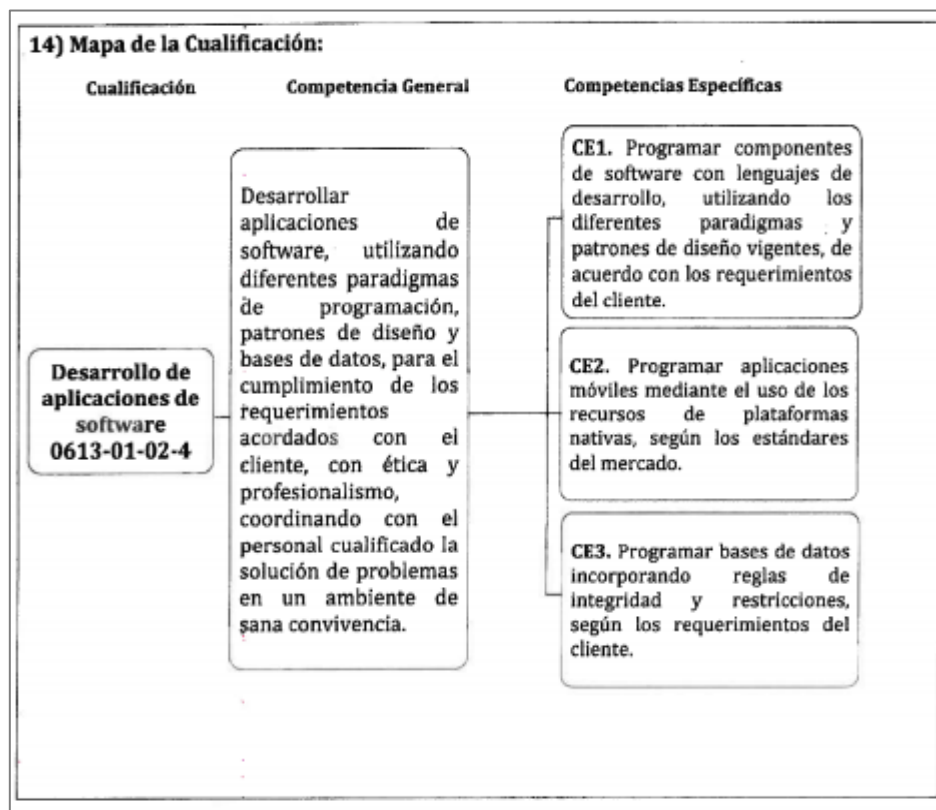 14) Mapa de la Cualificación:
Cualificación
Competencia General
Competencias Específicas
Desarrollo de
aplicaciones de
software
0613-01-02-4
Desarrollar
aplicaciones de
software, utilizando
diferentes paradigmas
de programación,
patrones de diseño y
bases de datos, para el
cumplimiento de los
requerimientos
acordados con el
cliente, con ética y
profesionalismo,
coordinando con el
personal cualificado la
solución de problemas
en un ambiente de
sana convivencia.
CE1. Programar componentes
de software con lenguajes de
desarrollo, utilizando los
diferentes paradigmas y
patrones de diseño vigentes, de
acuerdo con los requerimientos
del cliente.
CE2. Programar aplicaciones
móviles mediante el uso de los
recursos de plataformas
nativas, según los estándares
del mercado.
CE3. Programar bases de datos
incorporando reglas de
integridad y restricciones,
según los requerimientos del
cliente.